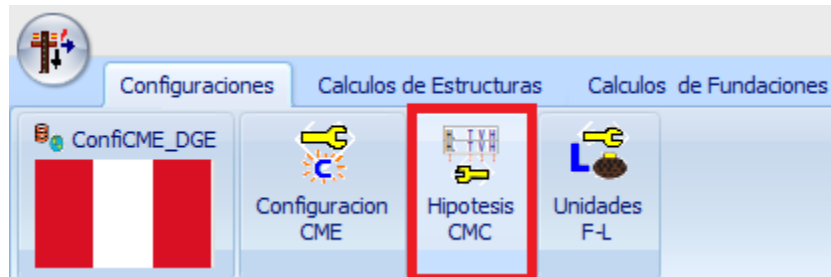 Configuraciones
Calculos de Estructuras
Calculos de Fundaciones
ConfiCME_DGE
Configuracion
CME
Hipotesis
CMC
Unidades
F-L